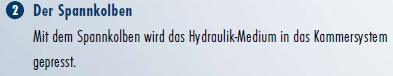 2 Der Spannkolben
Mit dem Spannkolben wird das Hydraulik-Medium in das Kammersystem
gepresst.